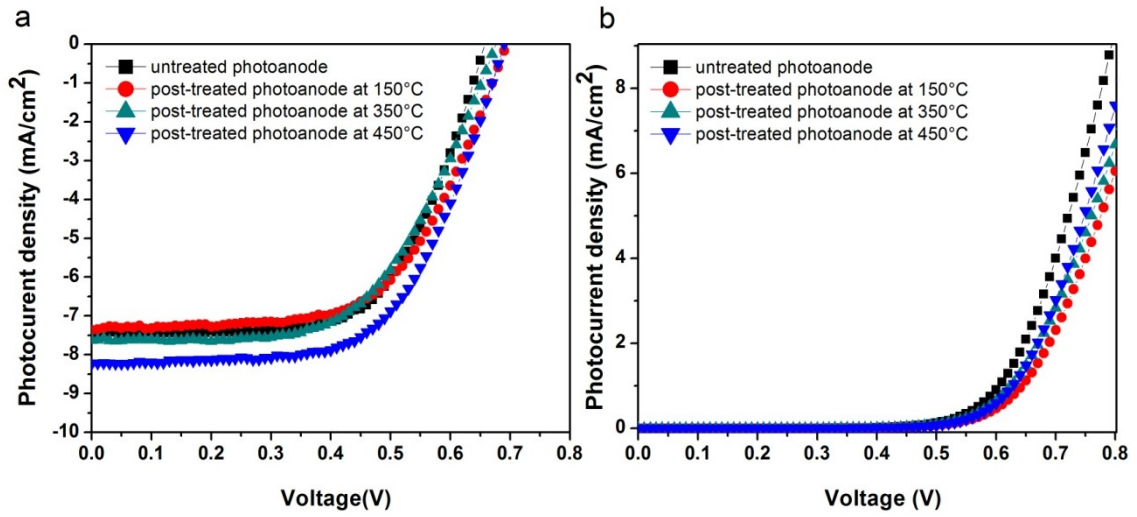 a
0
-1
-2
-3
-4
-5
-6
-7
-8
-9
-10
Photocurrent density (mA/cm²)
untreated photoanode
post-treated photoanode at 150°C
post-treated photoanode at 350°C
post-treated photoanode at 450°C
0.0 0.1 0.2 0.3 0.4 0.5 0.6 0.7 0.8
Voltage(V)
b
8
6
4
2
0
Photocurrent density (mA/cm²)
untreated photoanode
post-treated photoanode at 150°C
post-treated photoanode at 350°C
post-treated photoanode at 450°C
0.0 0.1 0.2 0.3 0.4 0.5 0.6 0.7 0.8
Voltage (V)